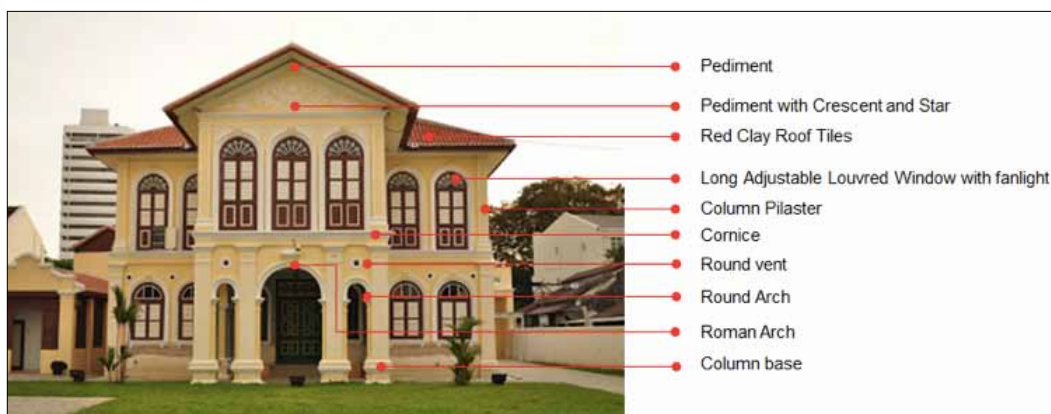 Pediment
Pediment with Crescent and Star
Red Clay Roof Tiles
Long Adjustable Louvred Window with fanlight
Column Pilaster
Cornice
Round vent
Round Arch
Roman Arch
Column base